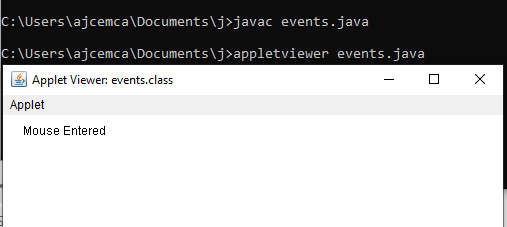 C:\Users\ajcemca\Documents\j>javac events.java
C:\Users\ajcemca\Documents\j>appletviewer events.java
Applet Viewer: events.class
Applet
Mouse Entered